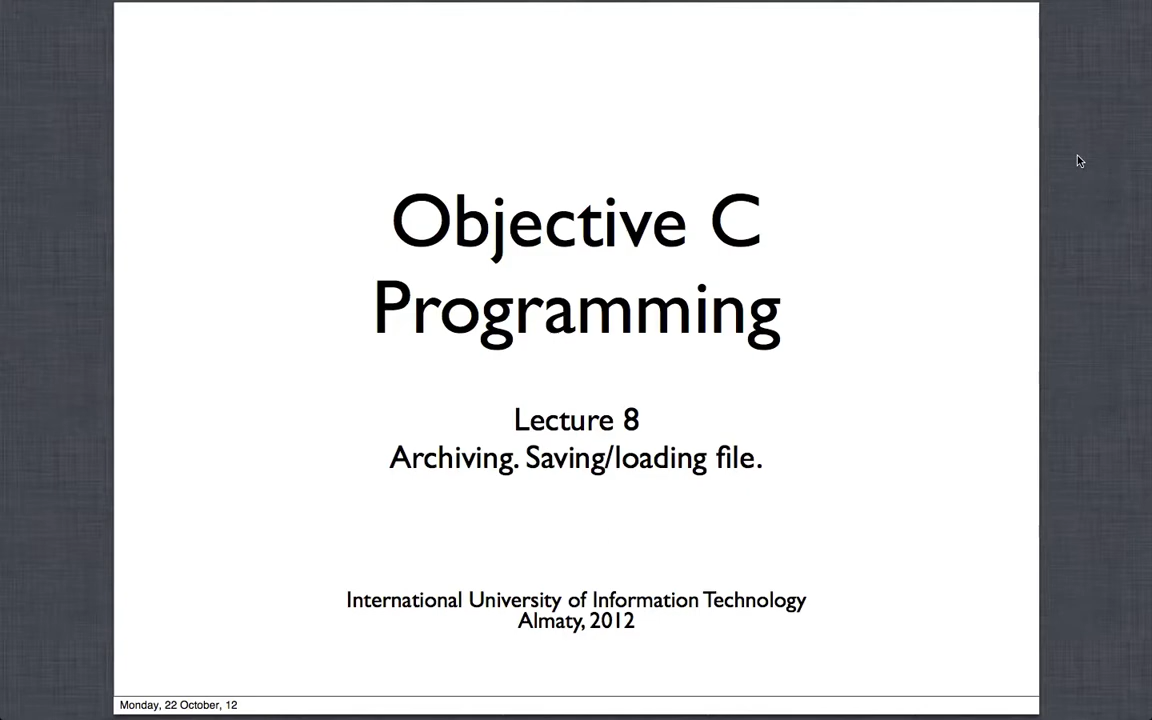 Objective C
Programming
Lecture 8
Archiving. Saving/loading file.
International University of Information Technology
Almaty, 2012
Monday, 22 October, 12